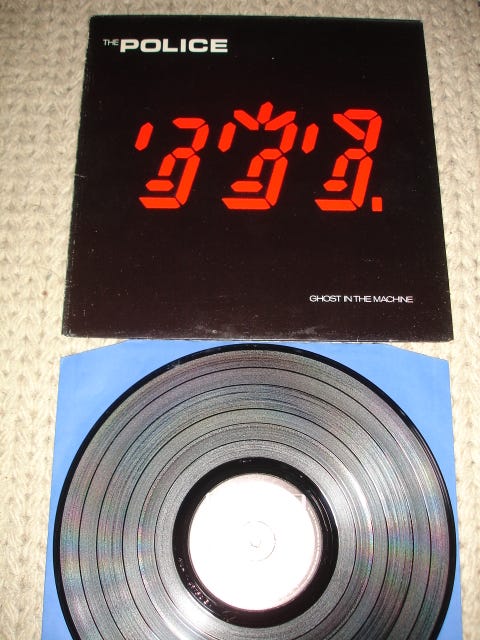 THE POLICE
GHOST IN THE MACHINE